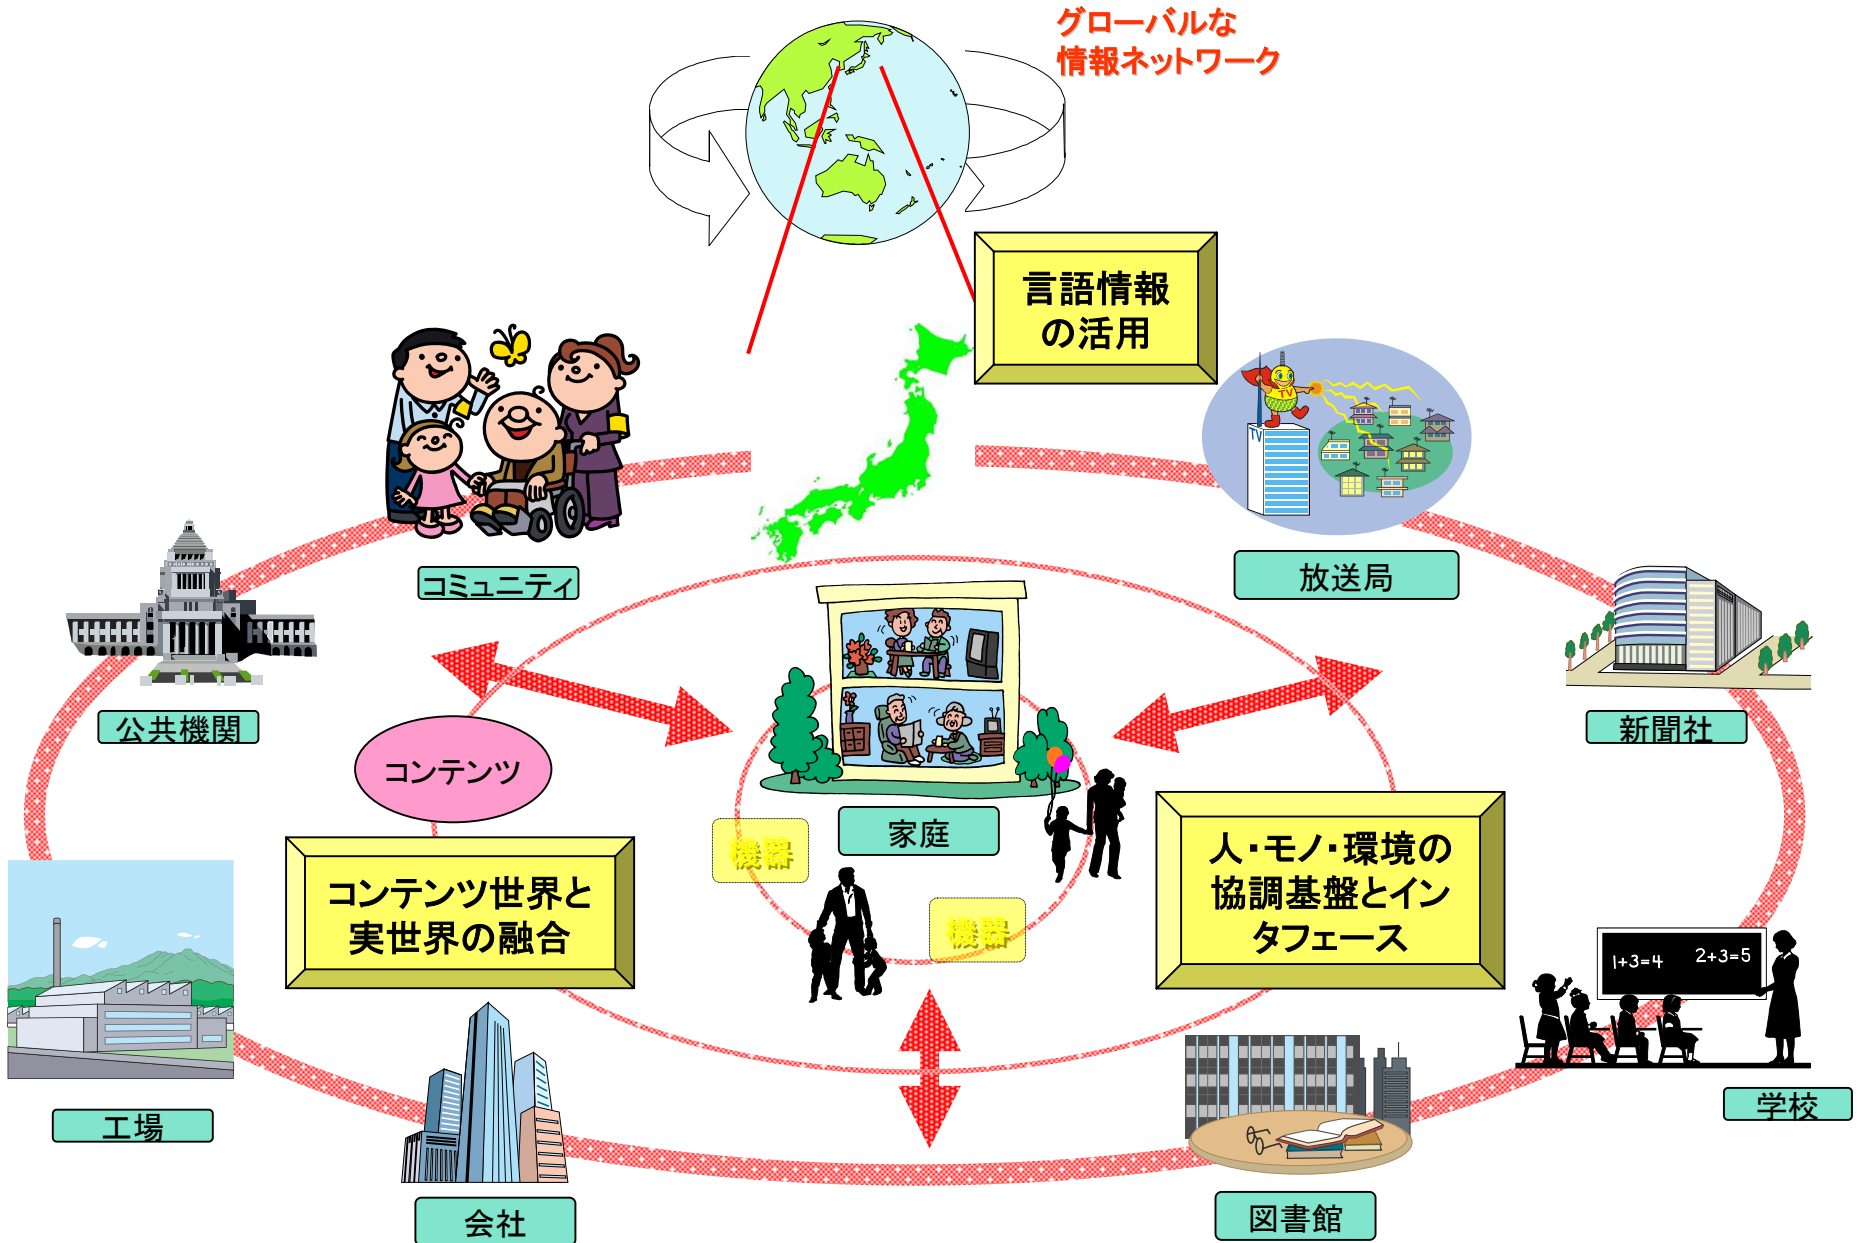 グローバルな
情報ネットワーク
言語情報
の活用
TV
TV
コミュニティ
放送局
公共機関
新聞社
コンテンツ
家庭
機器
機器
コンテンツ世界と
実世界の融合
人・モノ・環境の
協調基盤とイン
タフェース
1+3=4
2+3=5
工場
学校
会社
図書館